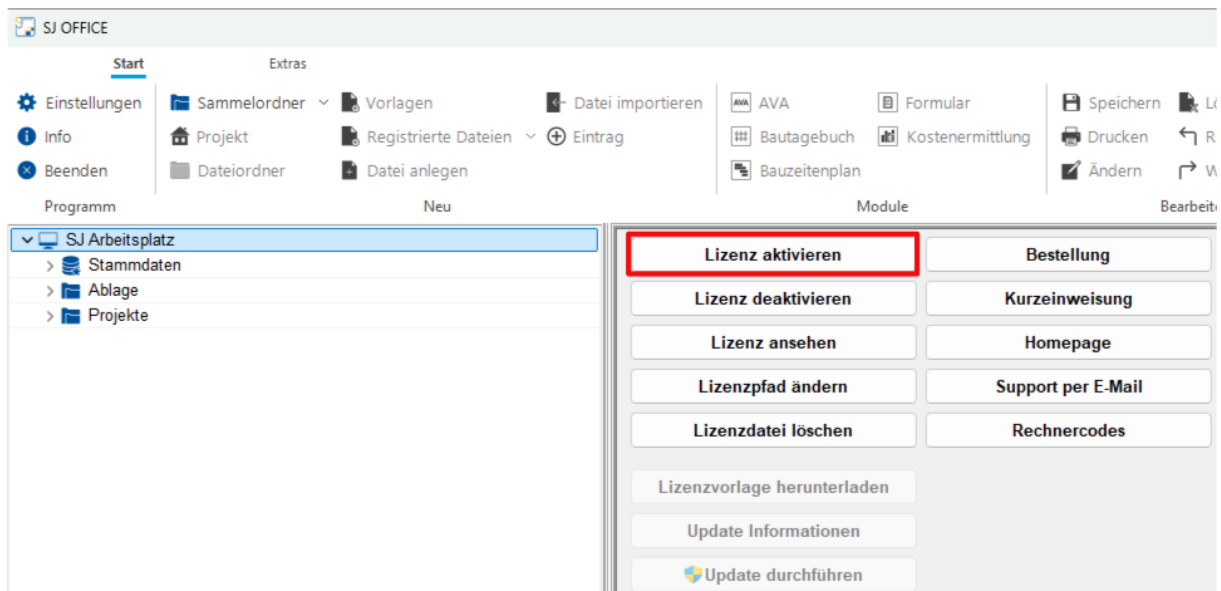 SJ OFFICE
Start Extras
Einstellungen Sammelordner Vorlagen Datei importieren AVA Formular Speichern
Info Projekt Registrierte Dateien Eintrag Bautagebuch Kostenermittlung Drucken
Beenden Dateiordner Datei anlegen Bauzeitenplan Ändern
Programm Neu Module
SJ Arbeitsplatz
Stammdaten
Ablage
Projekte
Lizenz aktivieren Bestellung
Lizenz deaktivieren Kurzeinweisung
Lizenz ansehen Homepage
Lizenzpfad ändern Support per E-Mail
Lizenzdatei löschen Rechnercodes
Lizenzvorlage herunterladen
Update Informationen
Update durchführen